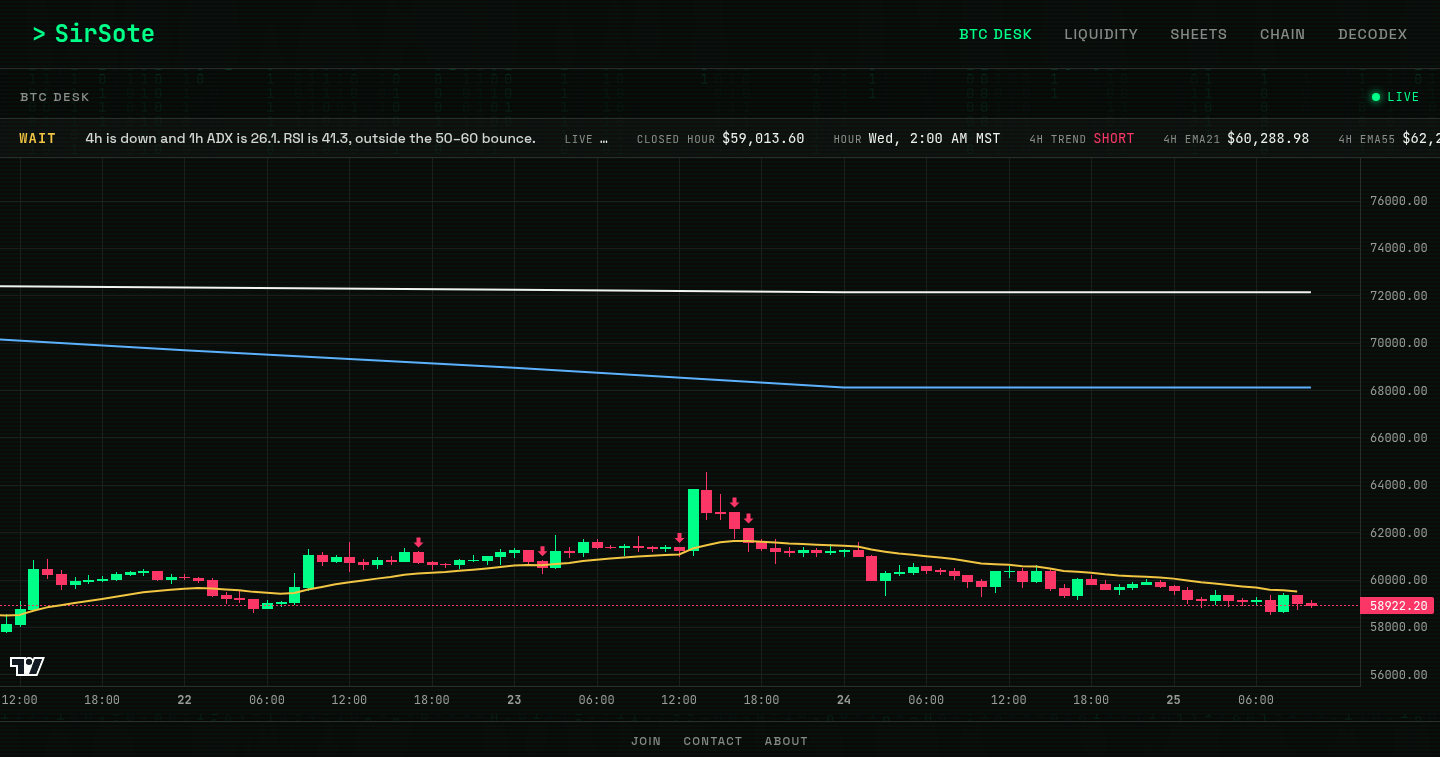 > SirSote
BTC DESK LIQUIDITY SHEETS CHAIN DECODEX
BTC DESK
LIVE
WAIT 4h is down and 1h ADX is 26.1. RSI is 41.3, outside the 50–60 bounce. LIVE … CLOSED HOUR $59,013.60 HOUR Wed, 2:00 AM MST 4H TREND SHORT 4H EMA21 $60,288.98 4H EMA55 $62,2
76000.00
74000.00
72000.00
70000.00
68000.00
66000.00
64000.00
62000.00
60000.00
58922.20
58000.00
56000.00
12:00 18:00 22 06:00 12:00 18:00 23 06:00 12:00 18:00 24 06:00 12:00 18:00 25 06:00
JOIN CONTACT ABOUT